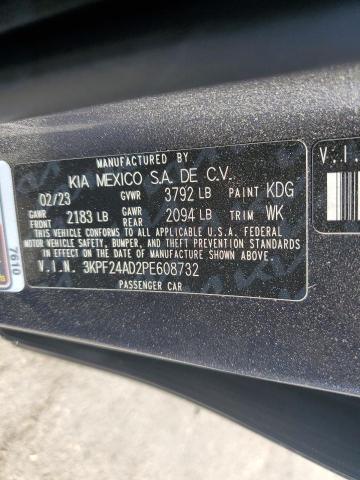 MANUFACTURED BY
KIA MEXICO S.A. DE C.V.
02/23 GVWR 3792 LB PAINT KDG
GAWR FRONT 2183 LB GAWR REAR 2094 LB TRIM WK
THIS VEHICLE CONFORMS TO ALL APPLICABLE U.S. FEDERAL
MOTOR VEHICLE SAFETY, BUMPER, AND THEFT PREVENTION
STANDARDS IN EFFECT ON THE DATE OF MANUFACTURE SHOWN ABOVE.
V.I.N. 3KPF24AD2PE608732
PASSENGER CAR
7610
V.I.